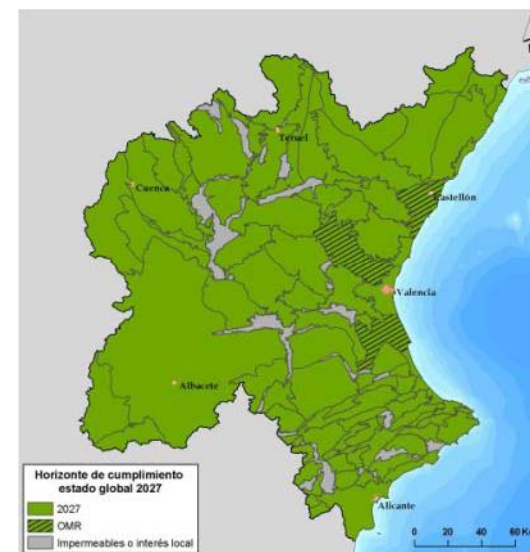 Teruel
Cuenca
Castellón
Valencia
Albacete
Alicante
Horizonte de cumplimiento
estado global 2027
2027
OMR
Impermeables o interés local
0 20 40 60 K